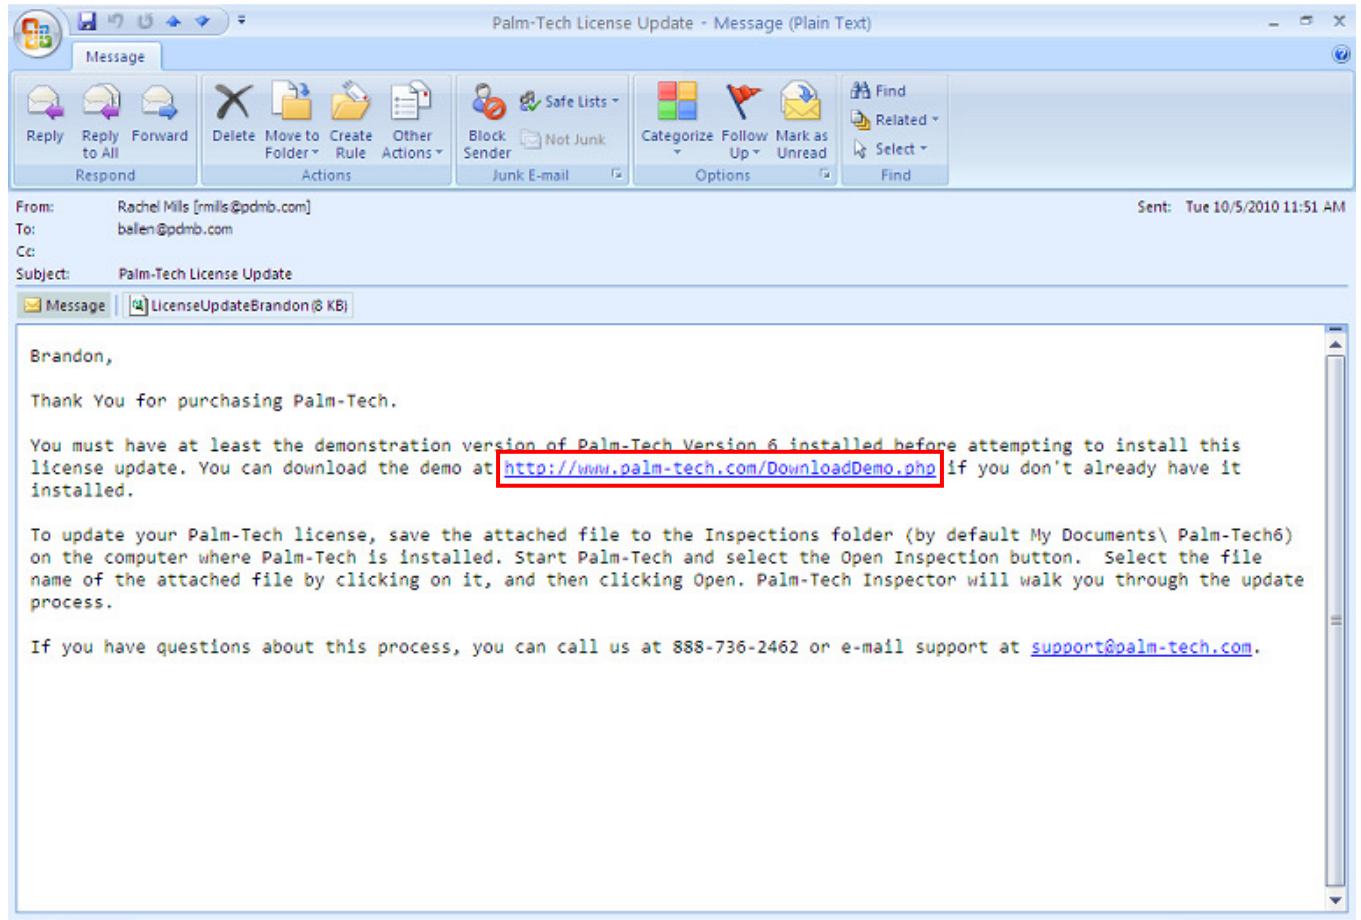 Palm-Tech License Update - Message (Plain Text)
Message
Reply
Reply to All
Forward
Delete
Move to Folder
Create Rule
Other Actions
Block Sender
Safe Lists
Not Junk
Categorize
Follow Up
Mark as Unread
Find
Related
Select
Respond
Actions
Junk E-mail
Options
Find
From: Rachel Mills [rmills@pdmb.com] Sent: Tue 10/5/2010 11:51 AM
To: ballen@pdmb.com
Cc:
Subject: Palm-Tech License Update
Message LicenseUpdateBrandon (8 KB)
Brandon,
Thank You for purchasing Palm-Tech.
You must have at least the demonstration version of Palm-Tech Version 6 installed before attempting to install this
license update. You can download the demo at http://www.palm-tech.com/DownloadDemo.php if you don't already have it
installed.
To update your Palm-Tech license, save the attached file to the Inspections folder (by default My Documents\ Palm-Tech6)
on the computer where Palm-Tech is installed. Start Palm-Tech and select the Open Inspection button.  Select the file
name of the attached file by clicking on it, and then clicking Open. Palm-Tech Inspector will walk you through the update
process.
If you have questions about this process, you can call us at 888-736-2462 or e-mail support at support@palm-tech.com.